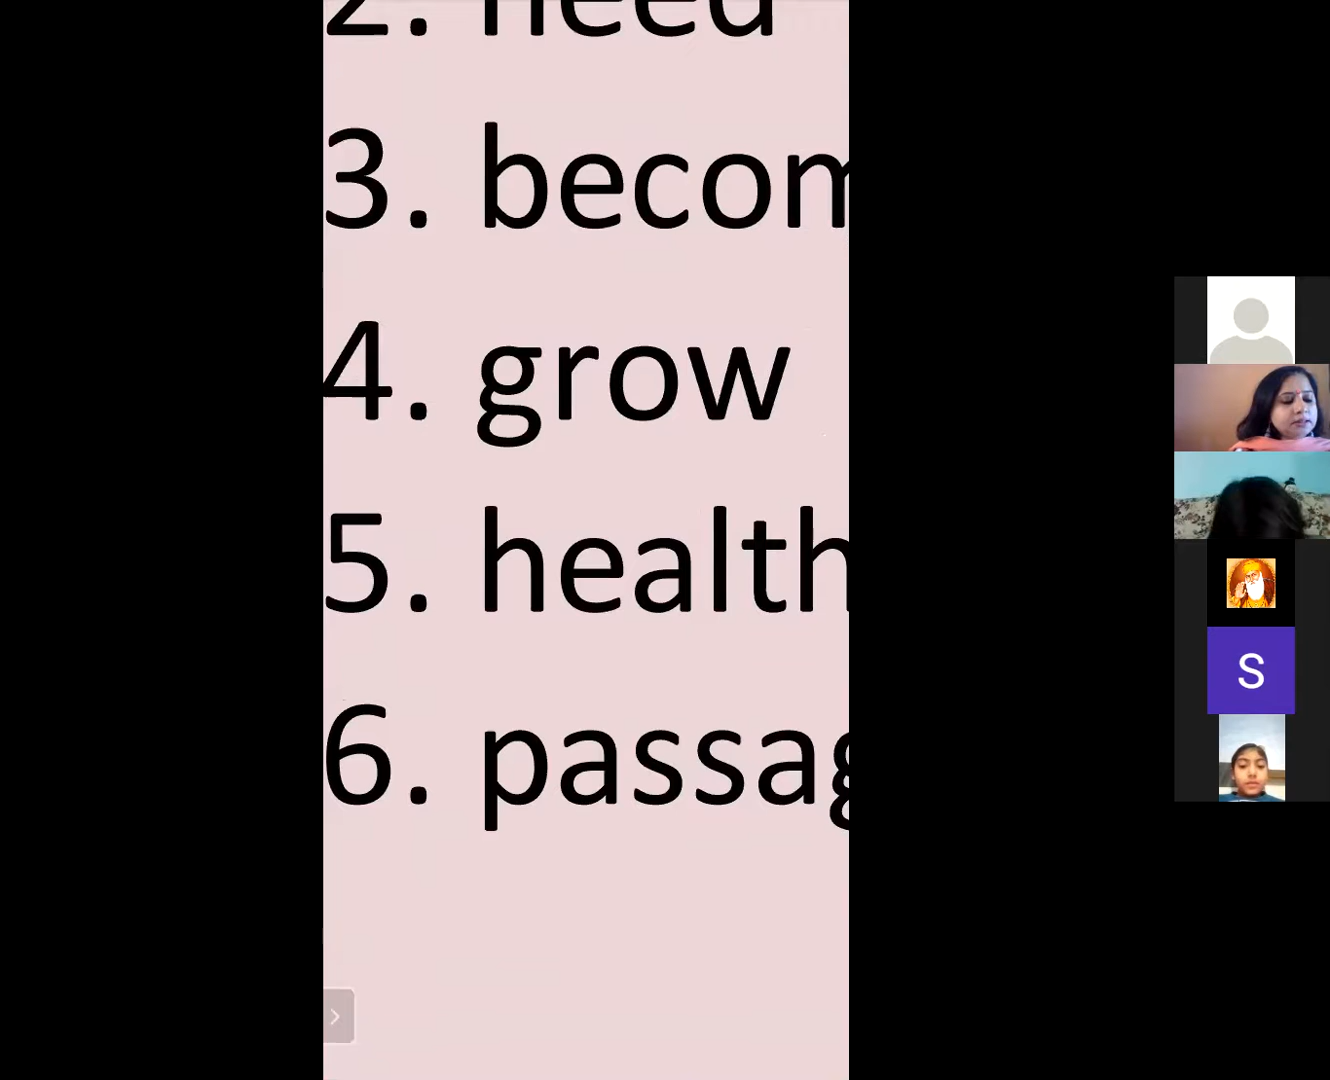 2. need
3. becom
4. grow
5. health
6. passag
S